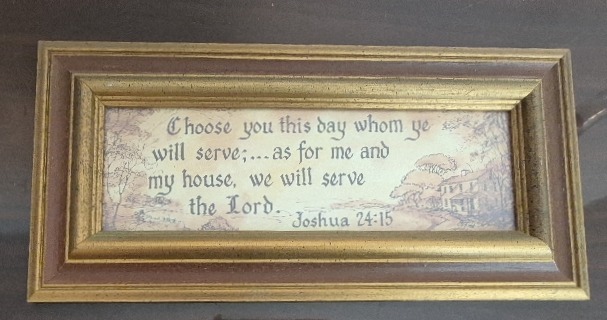 Choose you this day whom ye
will serve;...as for me and
my house, we will serve
the Lord.
Joshua 24:15